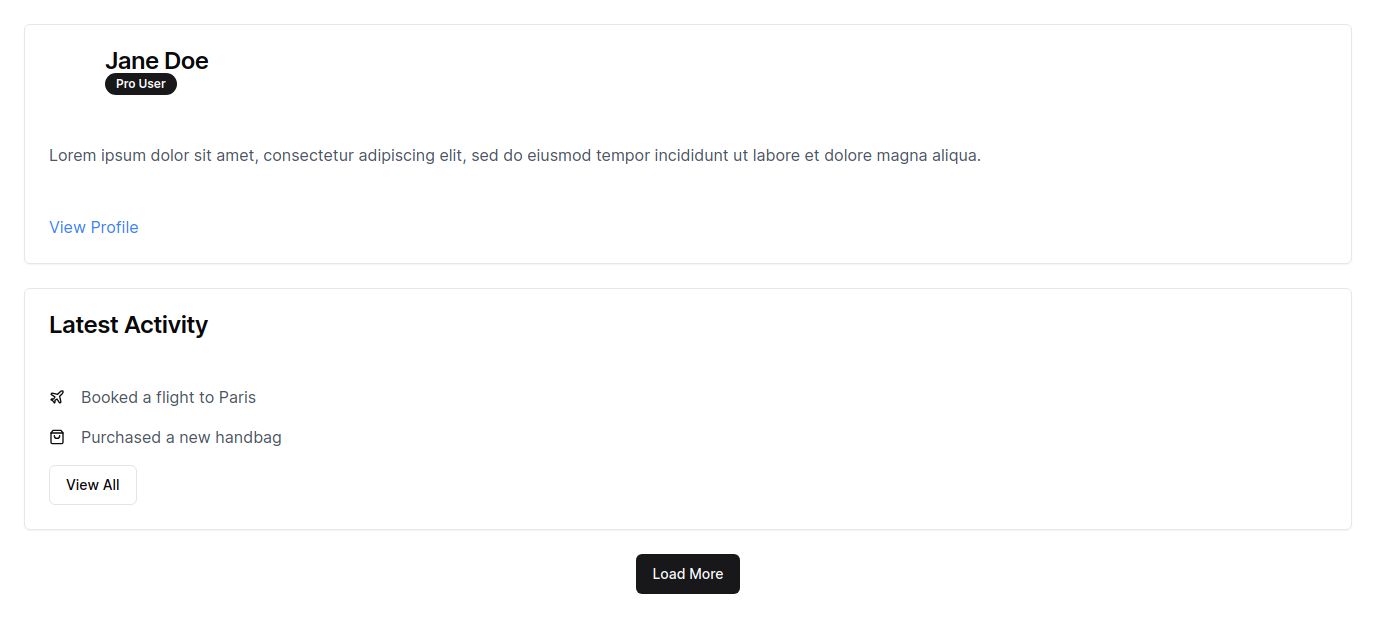 Jane Doe
Pro User
Lorem ipsum dolor sit amet, consectetur adipiscing elit, sed do eiusmod tempor incididunt ut labore et dolore magna aliqua.
View Profile
Latest Activity
Booked a flight to Paris
Purchased a new handbag
View All
Load More